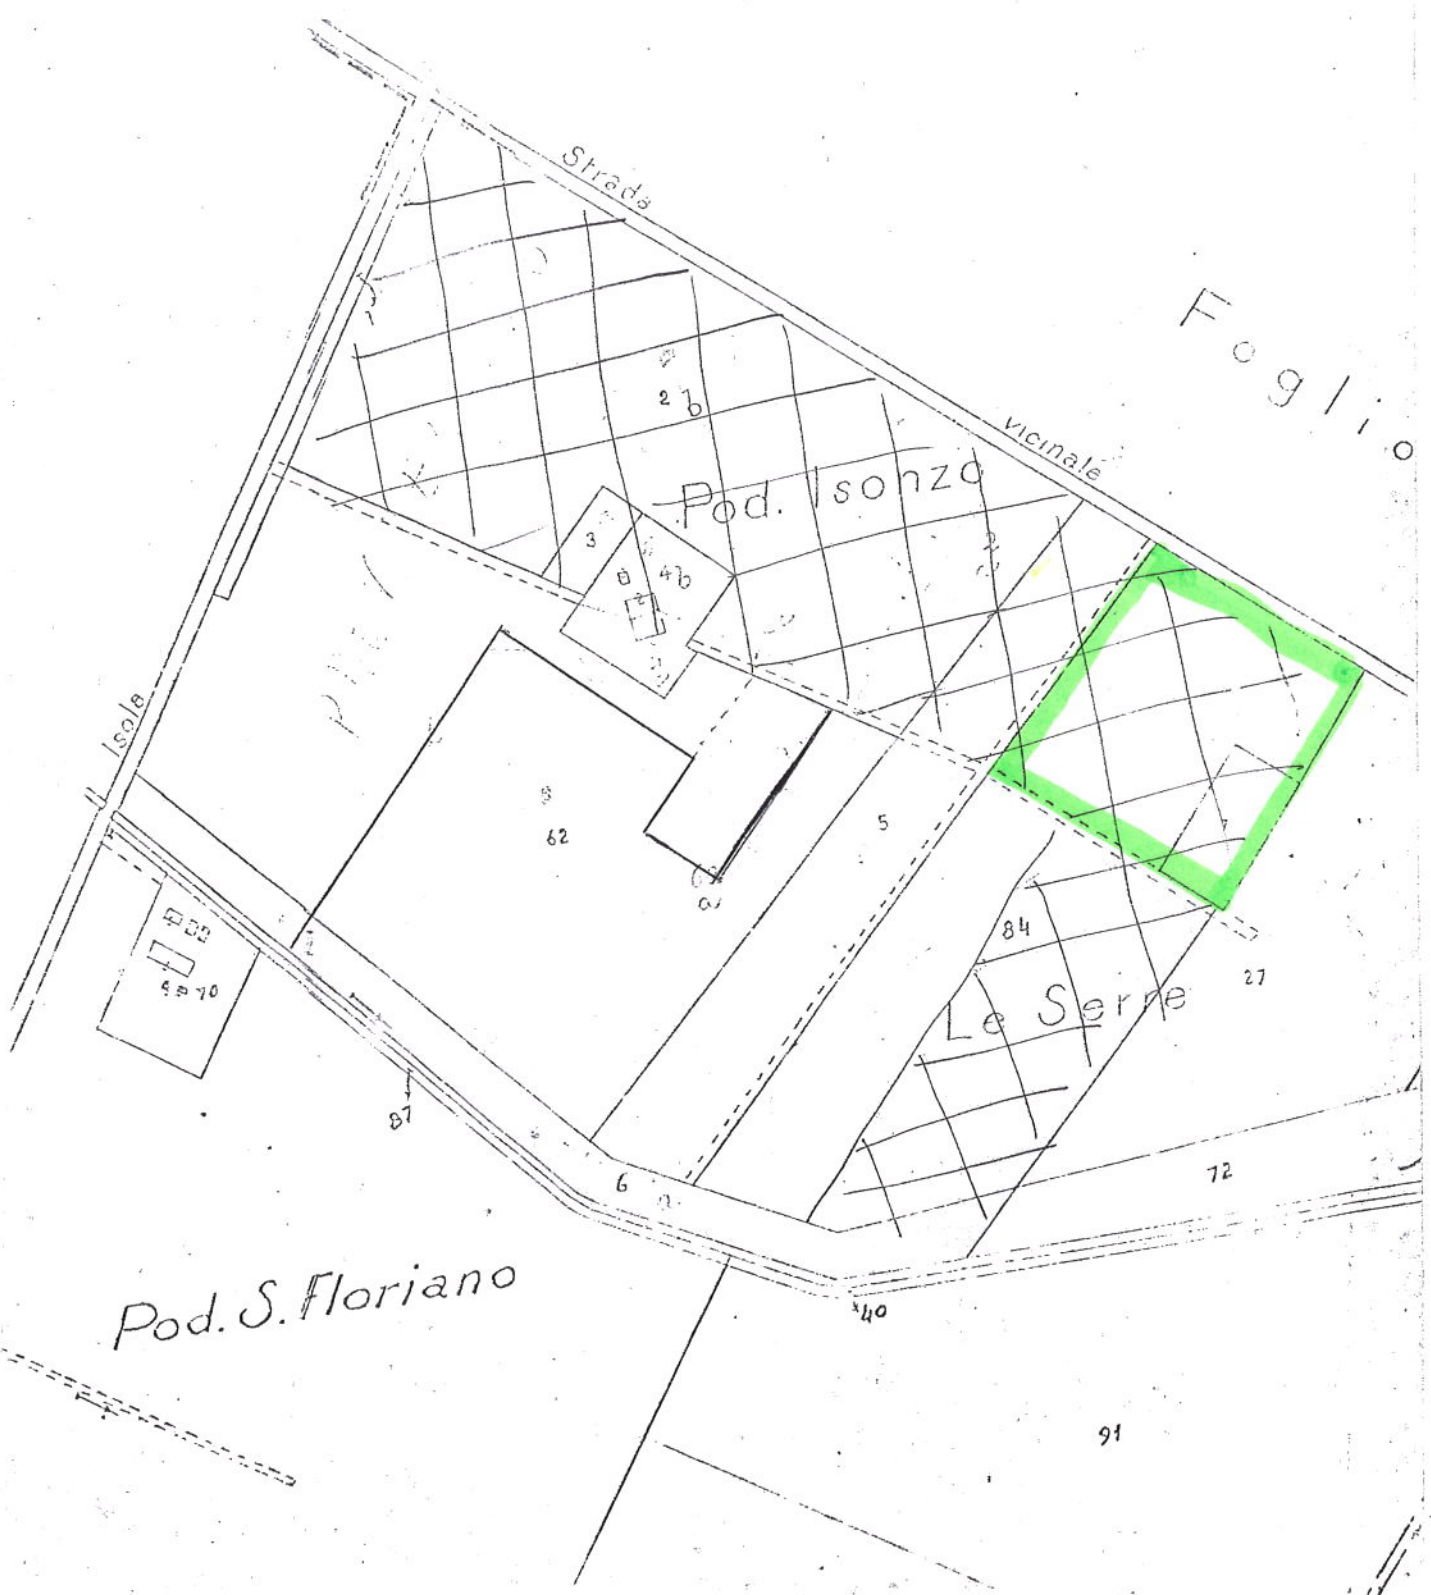 Strada
vicinale
Foglio
2 b
Pod. Isonzo
3
4b
Isola
62
5
84
Le Serre
27
87
6
72
40
Pod. S. Floriano
91